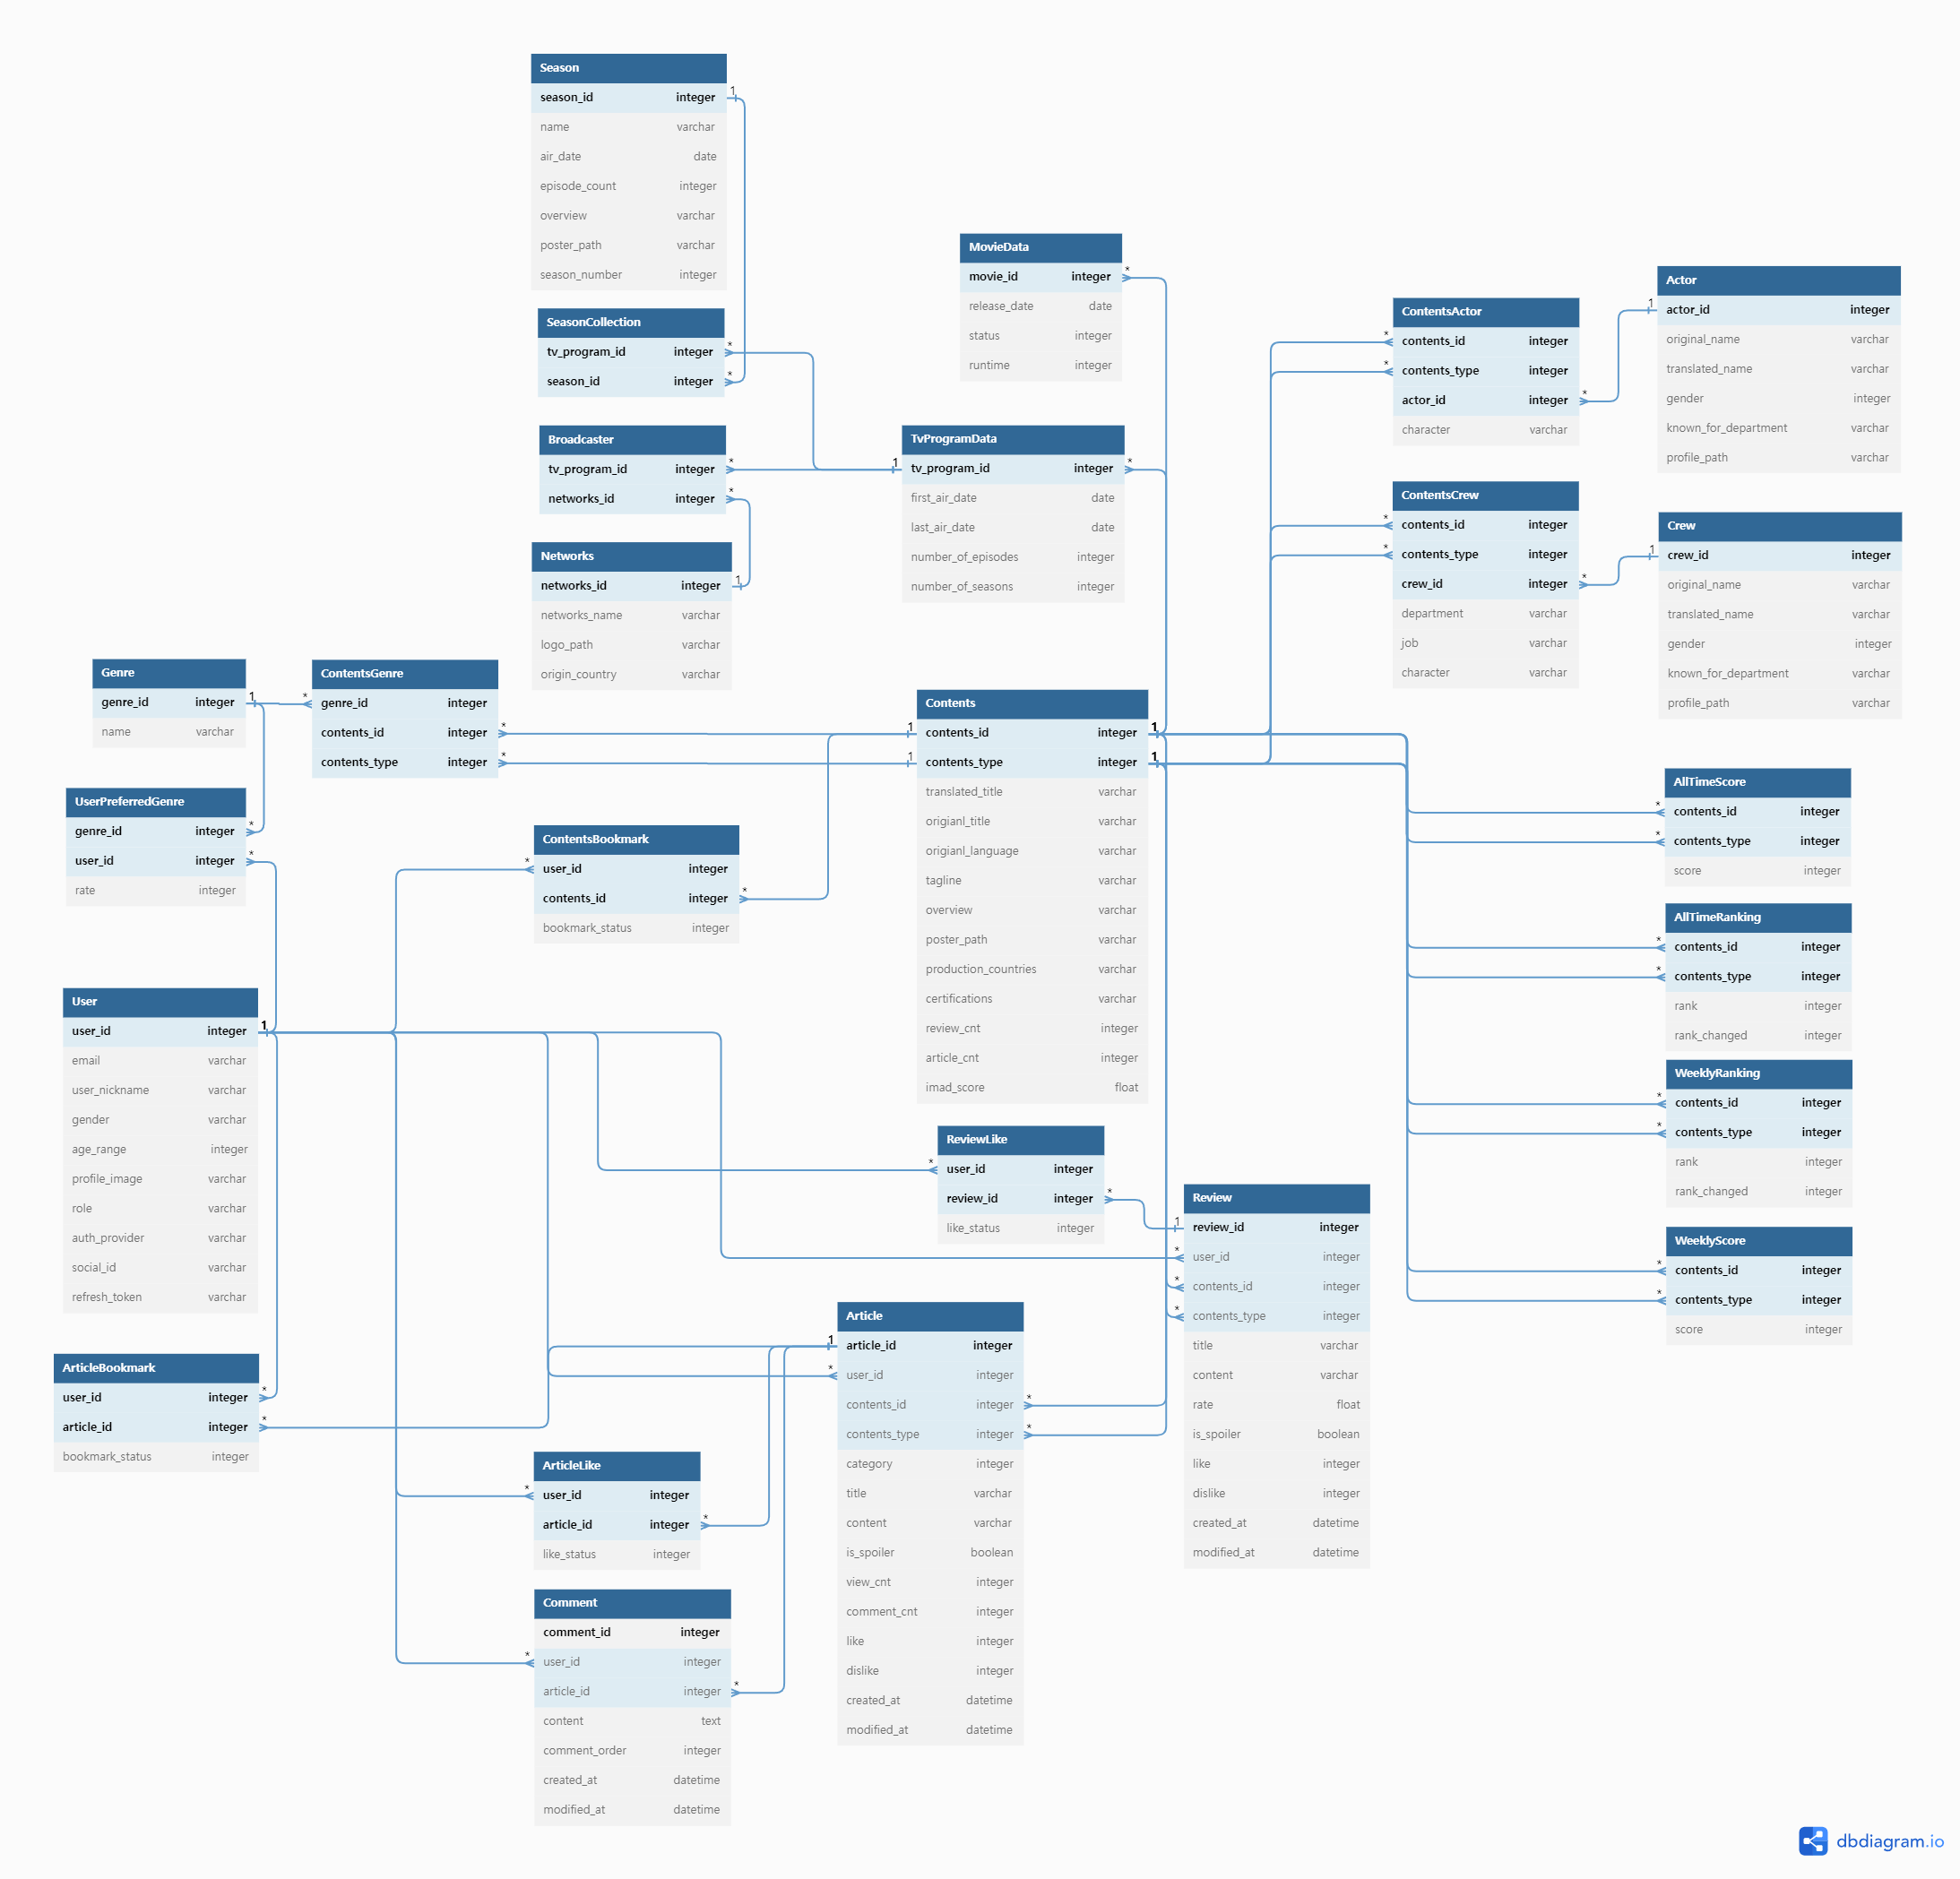 Season
season_id integer
name varchar
air_date date
episode_count integer
overview varchar
poster_path varchar
season_number integer
1
SeasonCollection
tv_program_id integer
season_id integer
*
*
Broadcaster
tv_program_id integer
networks_id integer
*
*
Networks
networks_id integer
networks_name varchar
logo_path varchar
origin_country varchar
1
MovieData
movie_id integer
release_date date
status integer
runtime integer
*
TvProgramData
tv_program_id integer
first_air_date date
last_air_date date
number_of_episodes integer
number_of_seasons integer
1
*
ContentsActor
contents_id integer
contents_type integer
actor_id integer
character varchar
*
*
*
Actor
actor_id integer
original_name varchar
translated_name varchar
gender integer
known_for_department varchar
profile_path varchar
1
ContentsCrew
contents_id integer
contents_type integer
crew_id integer
department varchar
job varchar
character varchar
*
*
*
Crew
crew_id integer
original_name varchar
translated_name varchar
gender integer
known_for_department varchar
profile_path varchar
1
Genre
genre_id integer
name varchar
1
ContentsGenre
genre_id integer
contents_id integer
contents_type integer
*
*
*
UserPreferredGenre
genre_id integer
user_id integer
rate integer
*
*
Contents
contents_id integer
contents_type integer
translated_title varchar
origianl_title varchar
origianl_language varchar
tagline varchar
overview varchar
poster_path varchar
production_countries varchar
certifications varchar
review_cnt integer
article_cnt integer
imad_score float
1
1
1
1
ContentsBookmark
user_id integer
contents_id integer
bookmark_status integer
*
*
User
user_id integer
email varchar
user_nickname varchar
gender varchar
age_range integer
profile_image varchar
role varchar
auth_provider varchar
social_id varchar
refresh_token varchar
1
AllTimeScore
contents_id integer
contents_type integer
score integer
*
*
AllTimeRanking
contents_id integer
contents_type integer
rank integer
rank_changed integer
*
*
WeeklyRanking
contents_id integer
contents_type integer
rank integer
rank_changed integer
*
*
WeeklyScore
contents_id integer
contents_type integer
score integer
*
*
ReviewLike
user_id integer
review_id integer
like_status integer
*
*
Review
review_id integer
user_id integer
contents_id integer
contents_type integer
title varchar
content varchar
rate float
is_spoiler boolean
like integer
dislike integer
created_at datetime
modified_at datetime
1
*
*
*
Article
article_id integer
user_id integer
contents_id integer
contents_type integer
category integer
title varchar
content varchar
is_spoiler boolean
view_cnt integer
comment_cnt integer
like integer
dislike integer
created_at datetime
modified_at datetime
1
*
*
*
ArticleBookmark
user_id integer
article_id integer
bookmark_status integer
*
*
ArticleLike
user_id integer
article_id integer
like_status integer
*
*
Comment
comment_id integer
user_id integer
article_id integer
content text
comment_order integer
created_at datetime
modified_at datetime
*
*
dbdiagram.io